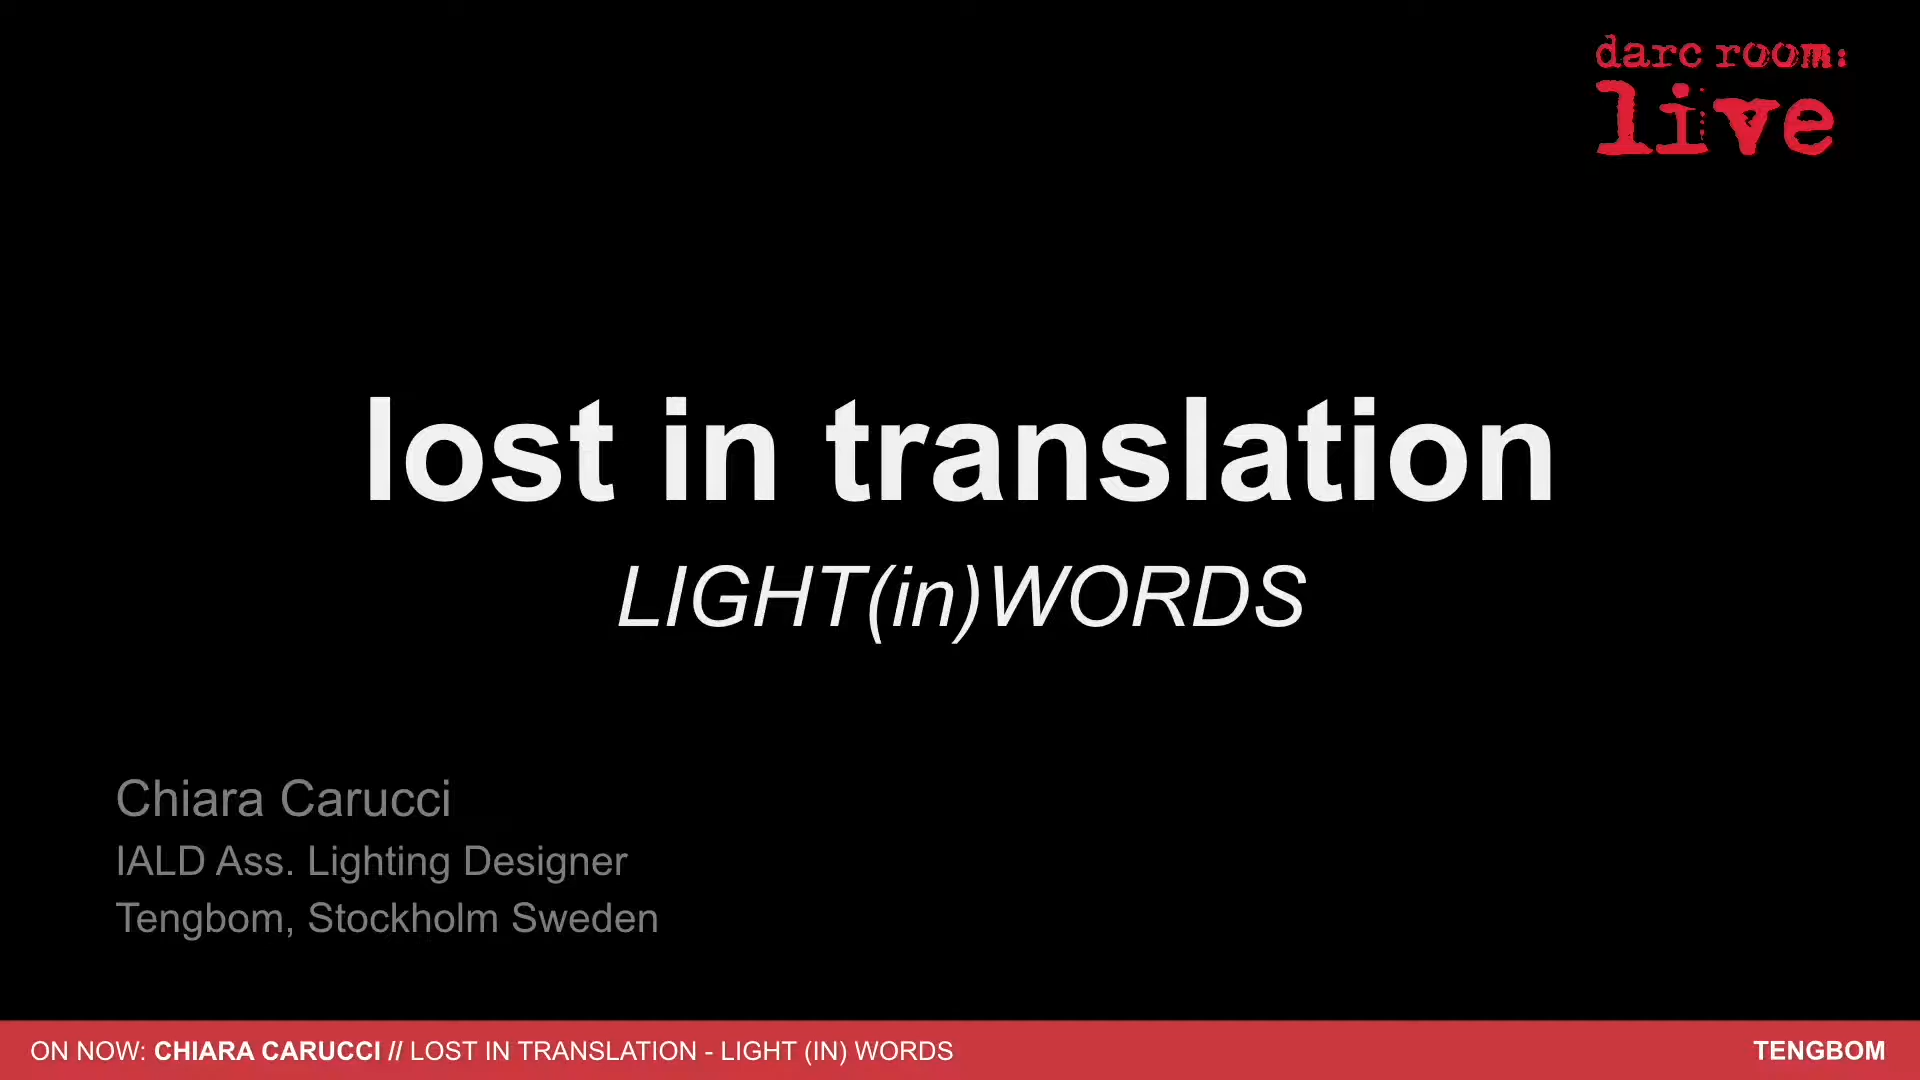 darc room:
live
lost in translation
LIGHT(in)WORDS
Chiara Carucci
IALD Ass. Lighting Designer
Tengbom, Stockholm Sweden
ON NOW: CHIARA CARUCCI // LOST IN TRANSLATION - LIGHT (IN) WORDS
TENGBOM